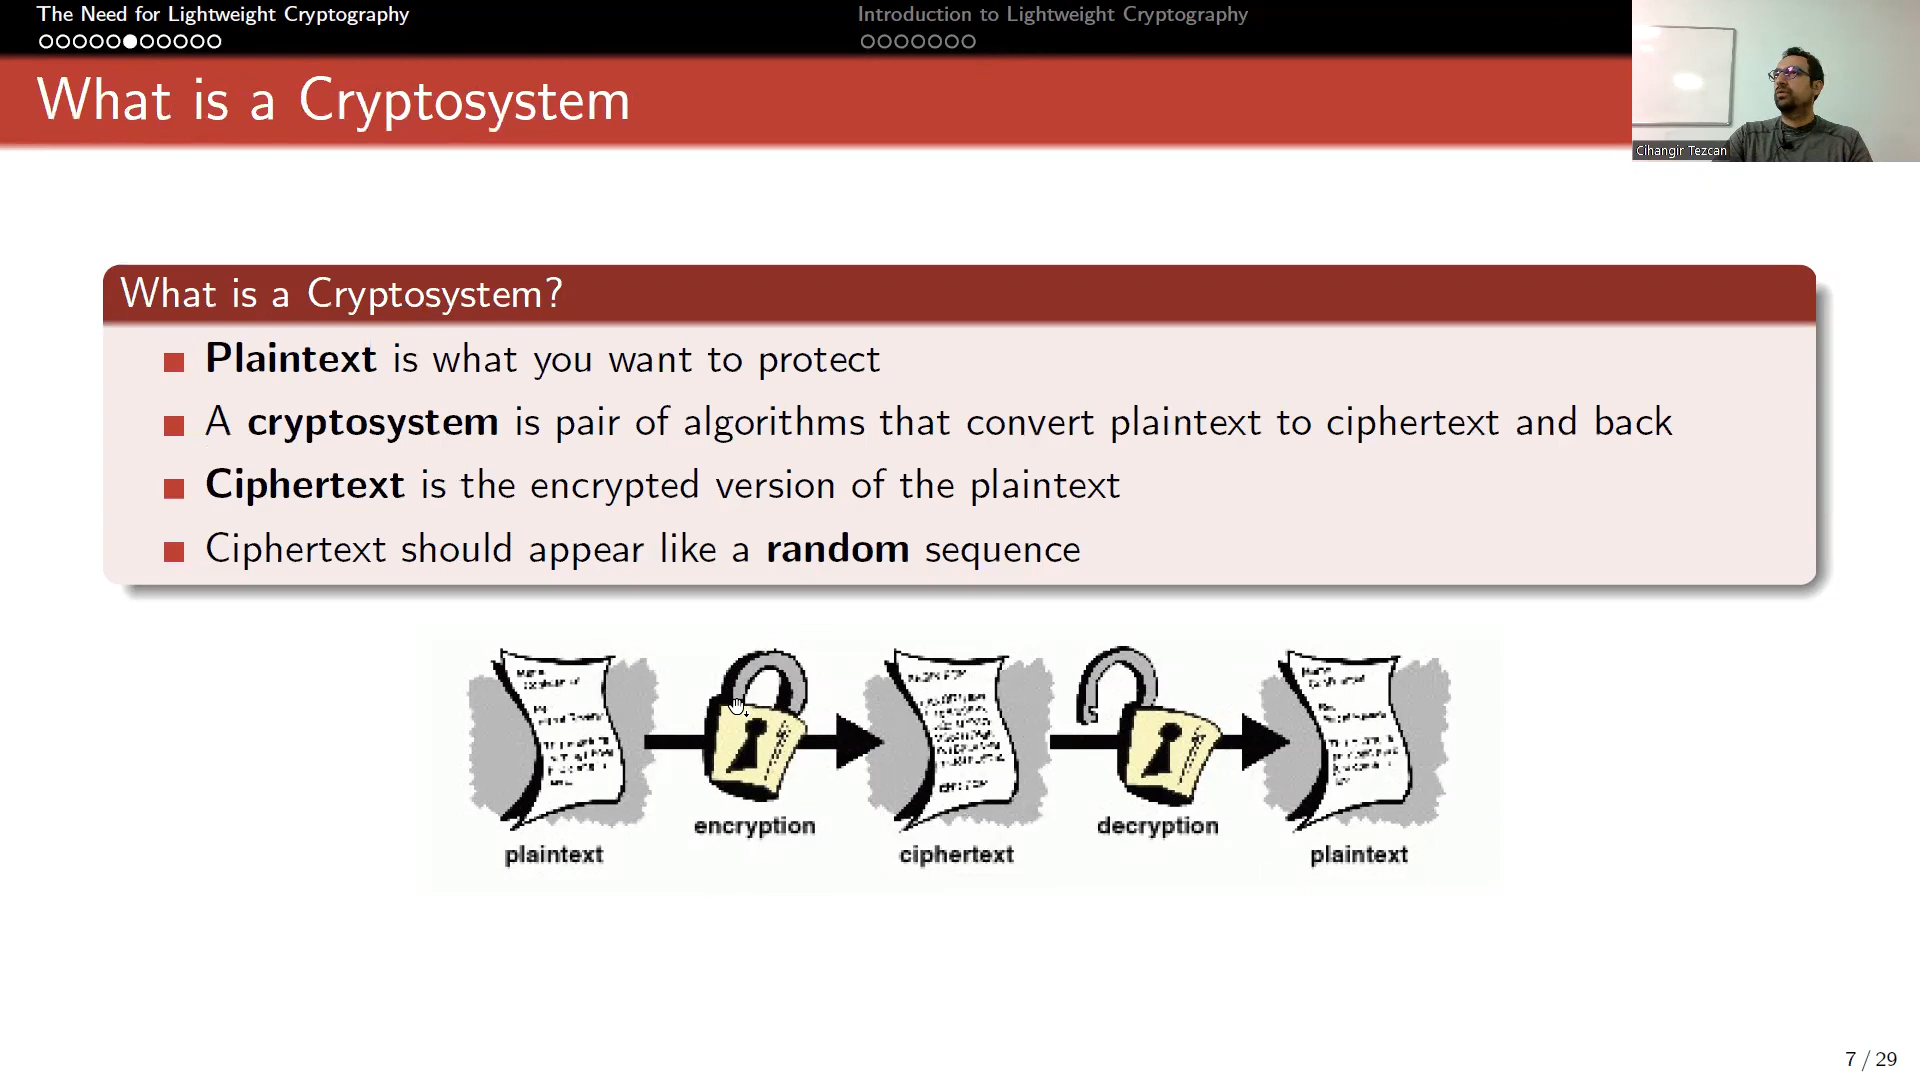 The Need for Lightweight Cryptography
Introduction to Lightweight Cryptography
What is a Cryptosystem
Cihangir Tezcan
What is a Cryptosystem?
Plaintext is what you want to protect
A cryptosystem is pair of algorithms that convert plaintext to ciphertext and back
Ciphertext is the encrypted version of the plaintext
Ciphertext should appear like a random sequence
encryption
decryption
plaintext
ciphertext
plaintext
7 / 29